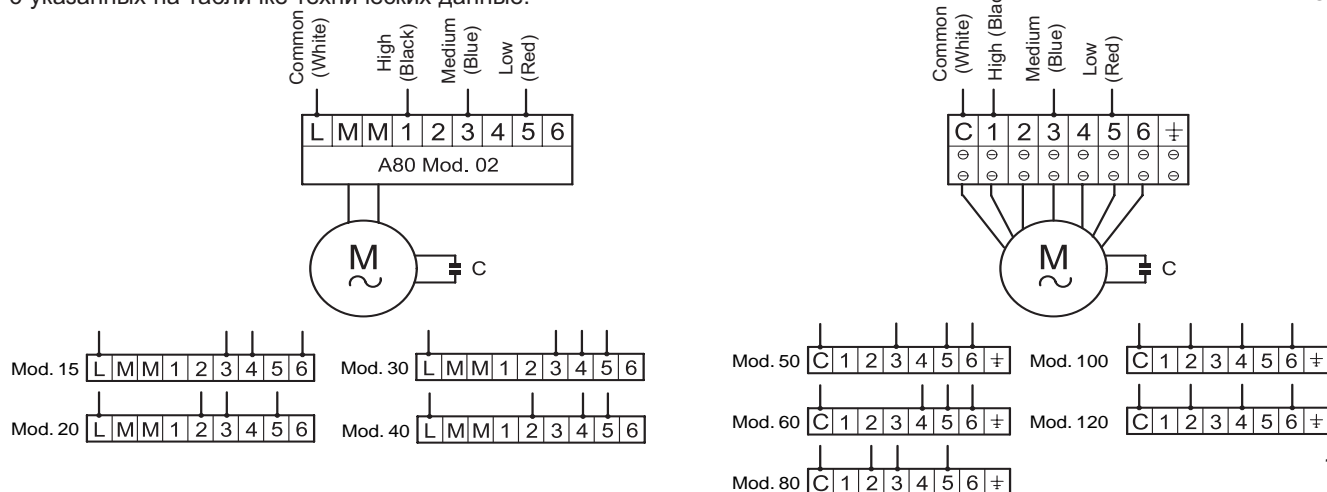 с указанных на табличке технических данные.
Common
(White)
High
(Black)
Medium
(Blue)
Low
(Red)
L M M 1 2 3 4 5 6
A80 Mod. 02
M
C
Mod. 15 L M M 1 2 3 4 5 6
Mod. 30 L M M 1 2 3 4 5 6
Mod. 20 L M M 1 2 3 4 5 6
Mod. 40 L M M 1 2 3 4 5 6
Common
(White)
High
Medium
(Blue)
Low
(Red)
C 1 2 3 4 5 6
M
C
Mod. 50 C 1 2 3 4 5 6
Mod. 100 C 1 2 3 4 5 6
Mod. 60 C 1 2 3 4 5 6
Mod. 120 C 1 2 3 4 5 6
Mod. 80 C 1 2 3 4 5 6